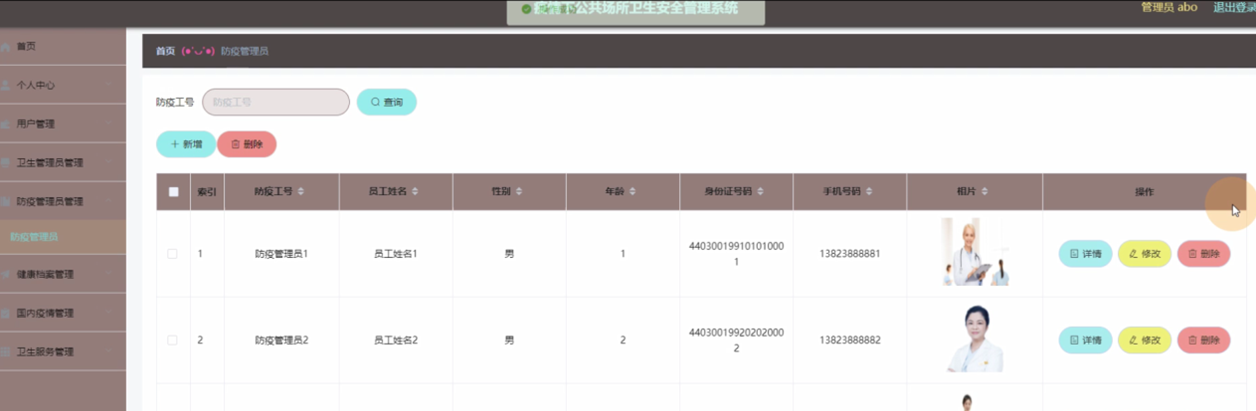 公共场所卫生安全管理系统
管理员 abo 退出登录
首页
个人中心
用户管理
卫生管理员管理
防疫管理员管理
防疫管理员
健康档案管理
国内疫情管理
卫生服务管理
首页 (●'◡'●) 防疫管理员
防疫工号 防疫工号 查询
新增 删除
索引 防疫工号 员工姓名 性别 年龄 身份证号码 手机号码 相片 操作
1 防疫管理员1 员工姓名1 男 1 44030019910101000 13823888881 详情 修改 删除
1
2 防疫管理员2 员工姓名2 男 2 44030019920202000 13823888882 详情 修改 删除
2